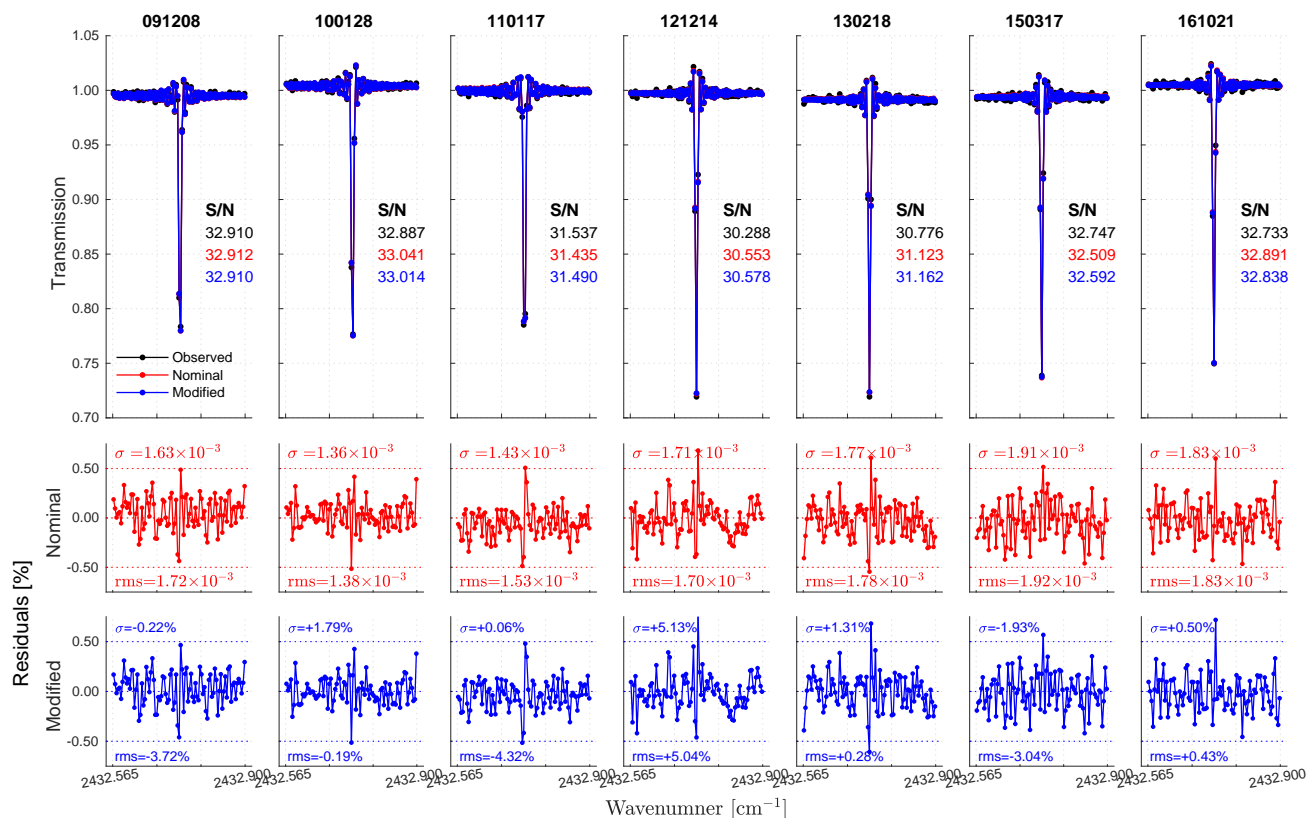 091208 100128 110117 121214 130218 150317 161021
1.05
1.00
0.95
0.90
0.85
0.80
0.75
0.70
Transmission
S/N S/N S/N S/N S/N S/N S/N
32.910 32.887 31.537 30.288 30.776 32.747 32.733
32.912 33.041 31.435 30.553 31.123 32.509 32.891
32.910 33.014 31.490 30.578 31.162 32.592 32.838
Observed
Nominal
Modified
Residuals [%]
Nominal
0.50
0.00
-0.50
σ =1.63×10⁻³ σ =1.36×10⁻³ σ =1.43×10⁻³ σ =1.71×10⁻³ σ =1.77×10⁻³ σ =1.91×10⁻³ σ =1.83×10⁻³
rms=1.72×10⁻³ rms=1.38×10⁻³ rms=1.53×10⁻³ rms=1.70×10⁻³ rms=1.78×10⁻³ rms=1.92×10⁻³ rms=1.83×10⁻³
Modified
0.50
0.00
-0.50
σ=-0.22% σ=+1.79% σ=+0.06% σ=+5.13% σ=+1.31% σ=-1.93% σ=+0.50%
rms=-3.72% rms=-0.19% rms=-4.32% rms=+5.04% rms=+0.28% rms=-3.04% rms=+0.43%
2432.565 2432.900 2432.565 2432.900 2432.565 2432.900 2432.565 2432.900 2432.565 2432.900 2432.565 2432.900 2432.565 2432.900
Wavenumner [cm⁻¹]